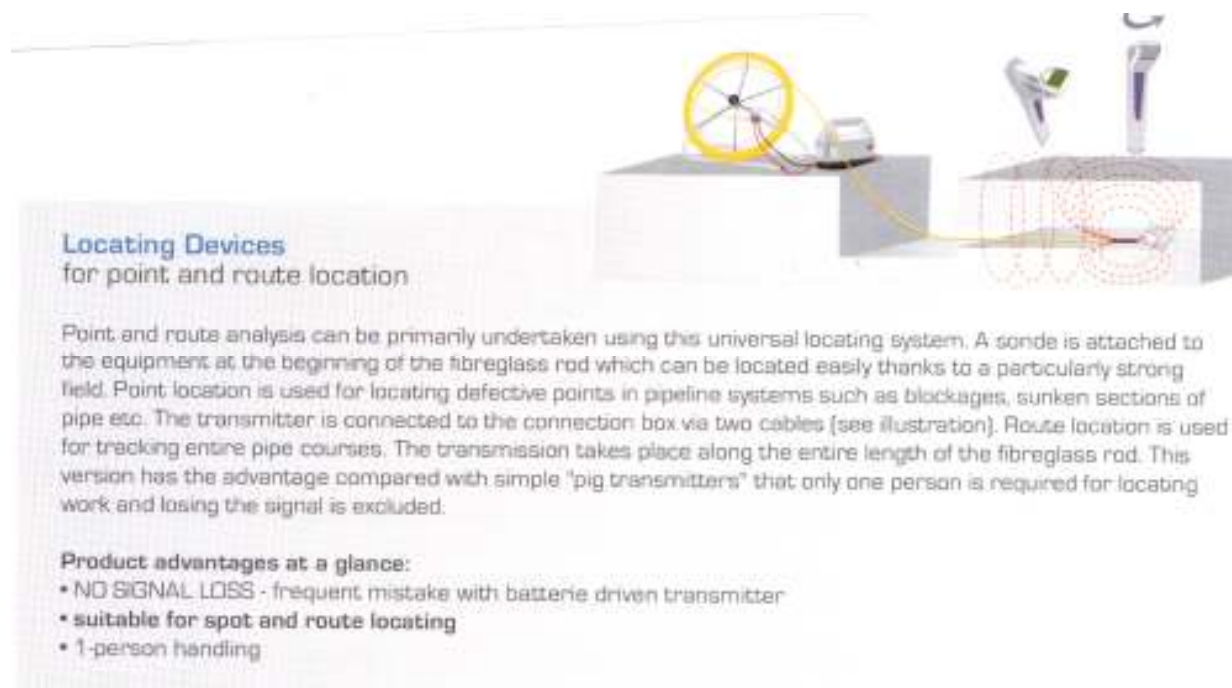 Locating Devices
for point and route location
Point and route analysis can be primarily undertaken using this universal locating system. A sonde is attached to
the equipment at the beginning of the fibreglass rod which can be located easily thanks to a particularly strong
field. Point location is used for locating defective points in pipeline systems such as blockages, sunken sections of
pipe etc. The transmitter is connected to the connection box via two cables (see illustration). Route location is used
for tracking entire pipe courses. The transmission takes place along the entire length of the fibreglass rod. This
version has the advantage compared with simple "pig transmitters" that only one person is required for locating
work and losing the signal is excluded.
Product advantages at a glance:
• NO SIGNAL LOSS - frequent mistake with batterie driven transmitter
• suitable for spot and route locating
• 1-person handling